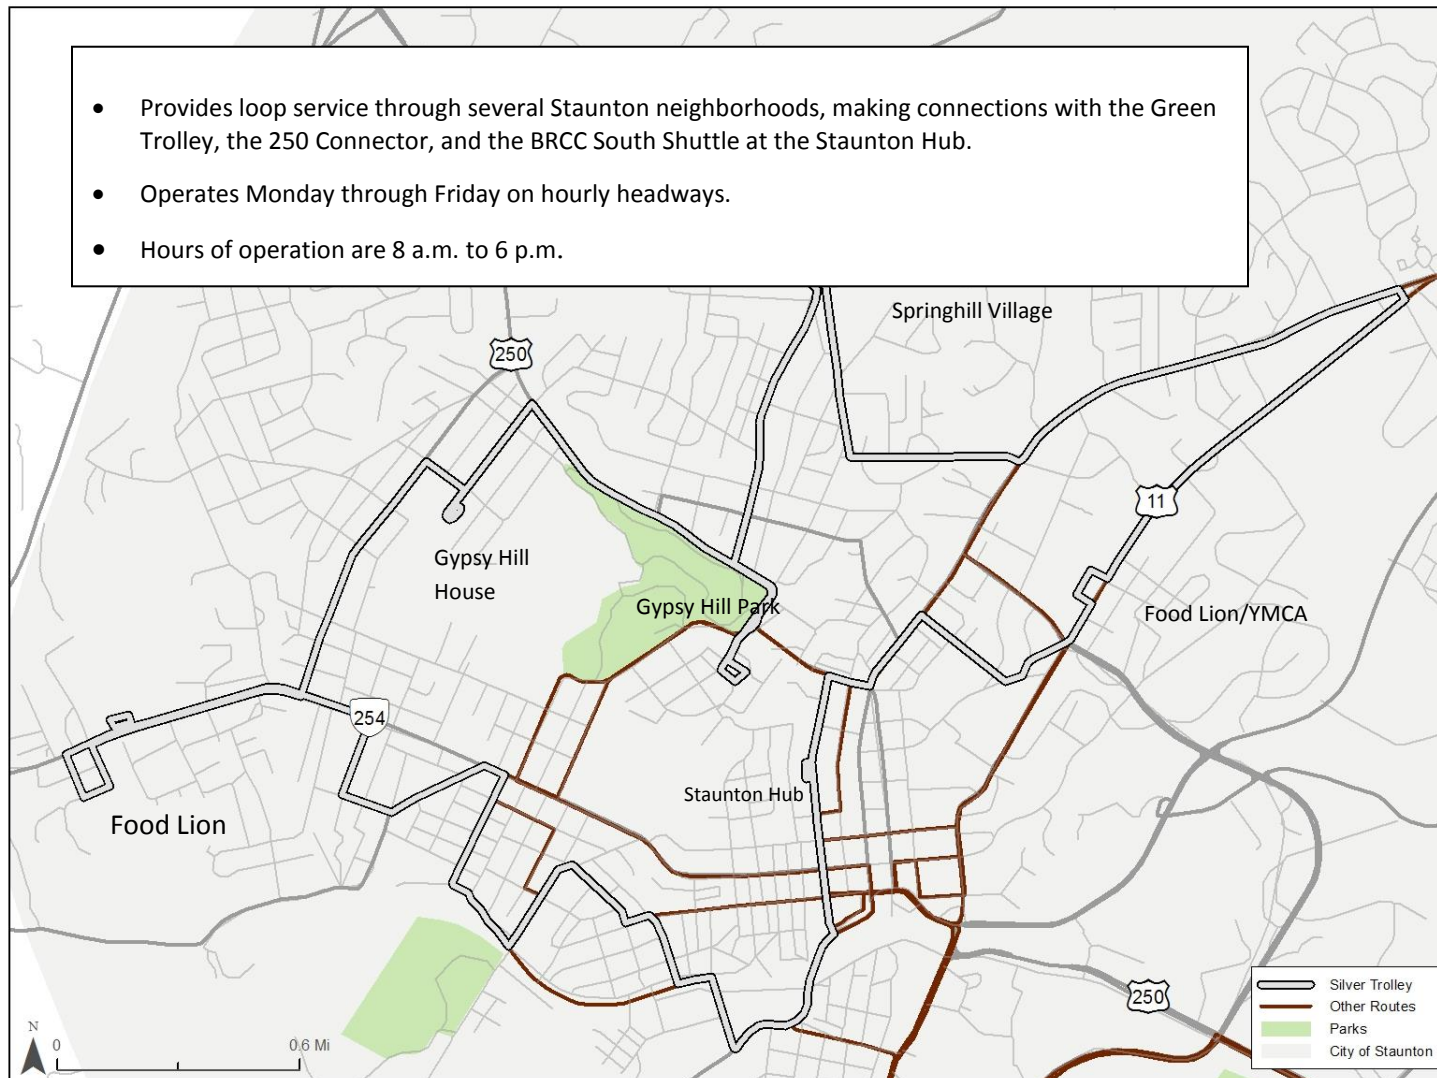 • Provides loop service through several Staunton neighborhoods, making connections with the Green
Trolley, the 250 Connector, and the BRCC South Shuttle at the Staunton Hub.
• Operates Monday through Friday on hourly headways.
• Hours of operation are 8 a.m. to 6 p.m.
Springhill Village
250
11
Gypsy Hill
House
Gypsy Hill Park
Food Lion/YMCA
254
Staunton Hub
Food Lion
250
Silver Trolley
Other Routes
Parks
City of Staunton
N
0 0.6 Mi